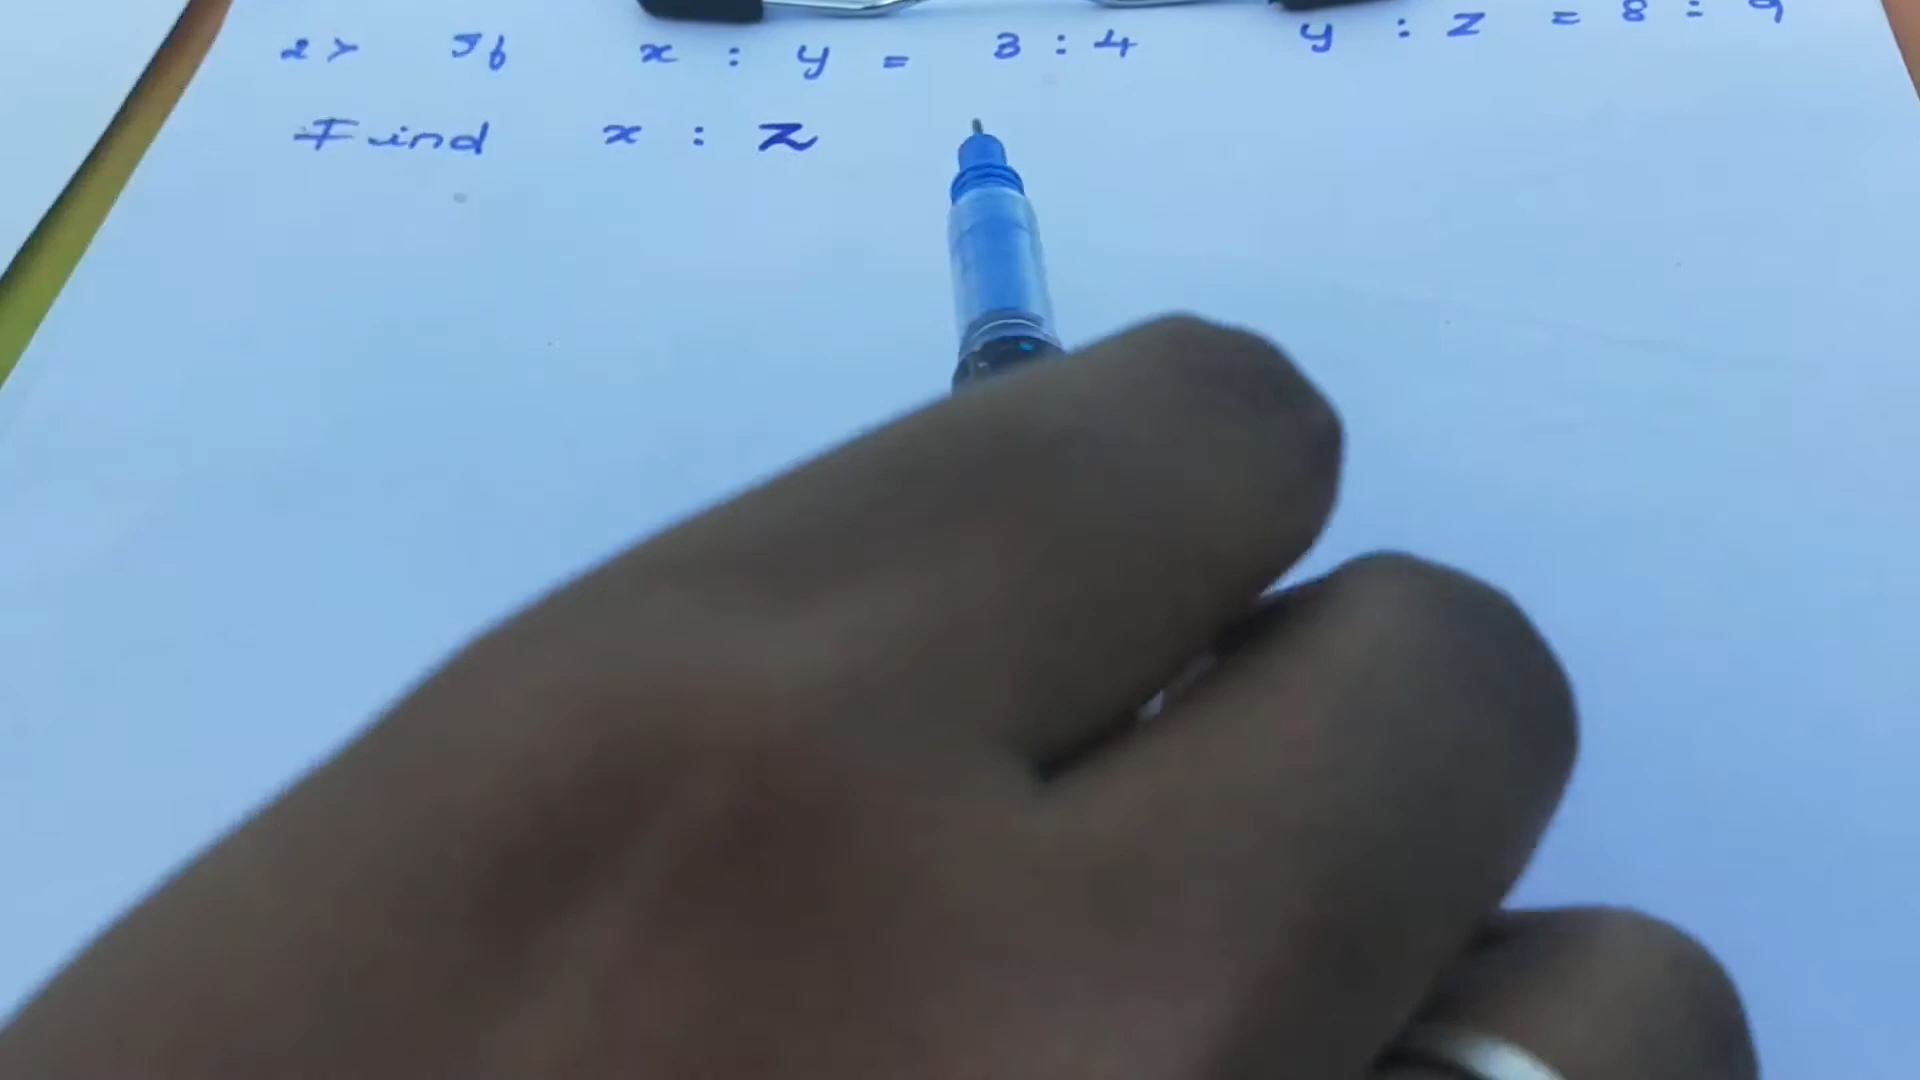 2> If x : y = 3 : 4 y : z = 8 : 9
Find x : z